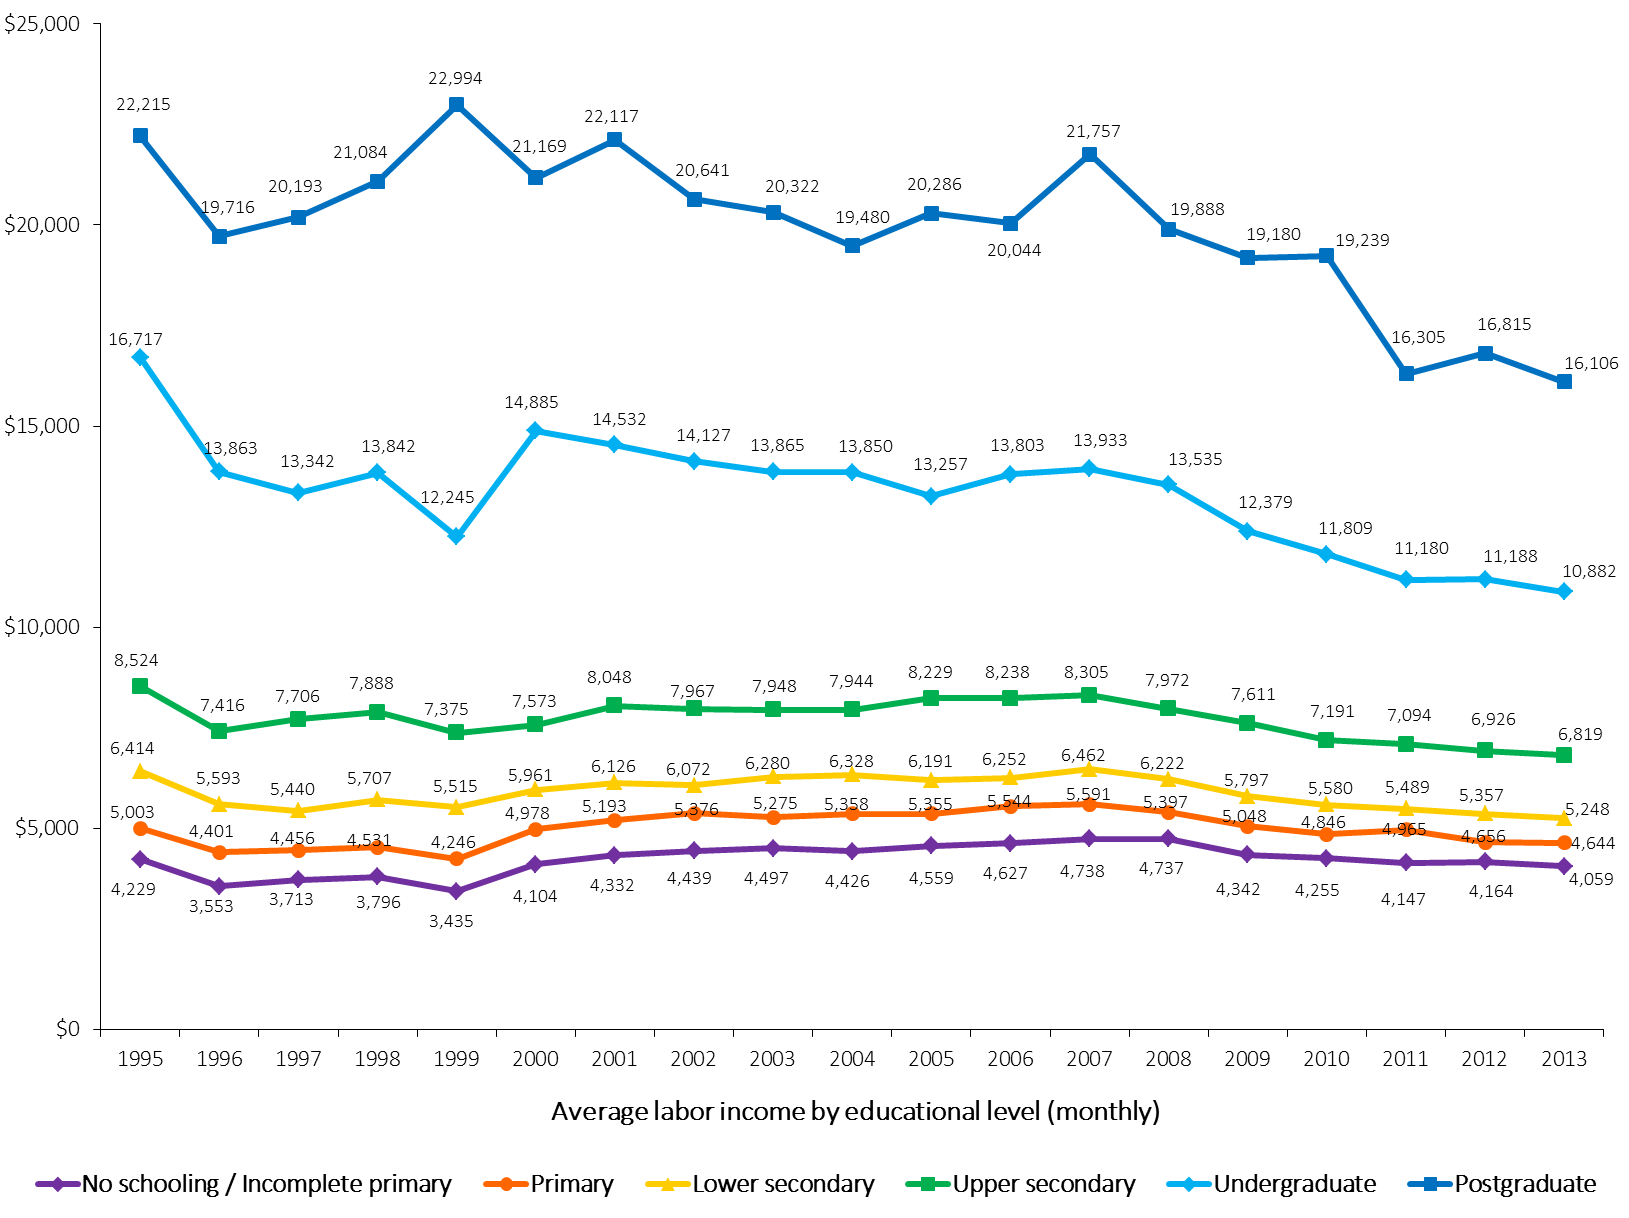 $25,000
$20,000
$15,000
$10,000
$5,000
$0
22,215 19,716 20,193 21,084 22,994 21,169 22,117 20,641 20,322 19,480 20,286 20,044 21,757 19,888 19,180 19,239 16,305 16,815 16,106
16,717 13,863 13,342 13,842 12,245 14,885 14,532 14,127 13,865 13,850 13,257 13,803 13,933 13,535 12,379 11,809 11,180 11,188 10,882
8,524 7,416 7,706 7,888 7,375 7,573 8,048 7,967 7,948 7,944 8,229 8,238 8,305 7,972 7,611 7,191 7,094 6,926 6,819
6,414 5,593 5,440 5,707 5,515 5,961 6,126 6,072 6,280 6,328 6,191 6,252 6,462 6,222 5,797 5,580 5,489 5,357 5,248
5,003 4,401 4,456 4,531 4,246 4,978 5,193 5,376 5,275 5,358 5,355 5,544 5,591 5,397 5,048 4,846 4,965 4,656 4,644
4,229 3,553 3,713 3,796 3,435 4,104 4,332 4,439 4,497 4,426 4,559 4,627 4,738 4,737 4,342 4,255 4,147 4,164 4,059
1995 1996 1997 1998 1999 2000 2001 2002 2003 2004 2005 2006 2007 2008 2009 2010 2011 2012 2013
Average labor income by educational level (monthly)
No schooling / Incomplete primary Primary Lower secondary Upper secondary Undergraduate Postgraduate